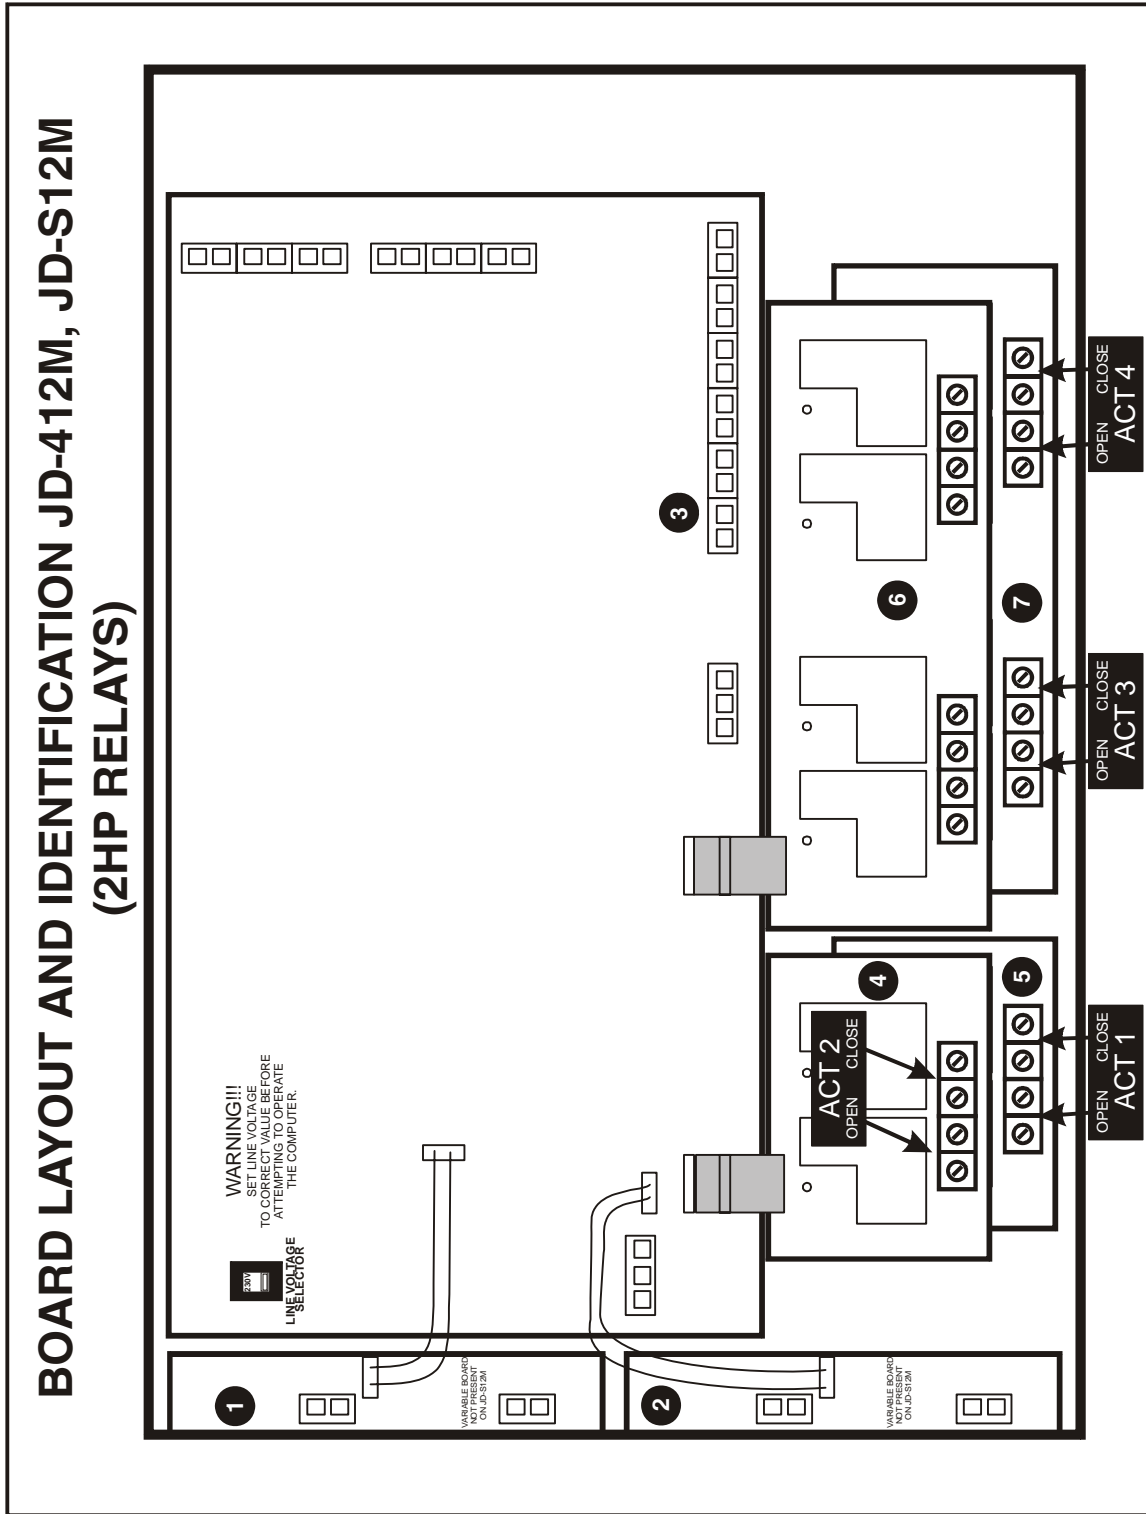 BOARD LAYOUT AND IDENTIFICATION JD-412M, JD-S12M
(2HP RELAYS)
WARNING!!!
SET LINE VOLTAGE
TO CORRECT VALUE BEFORE
ATTEMPTING TO OPERATE
THE COMPUTER.
230V
LINE VOLTAGE
SELECTOR
1
VARIABLE BOARD
NOT PRESENT
ON JD-S12M
2
VARIABLE BOARD
NOT PRESENT
ON JD-S12M
3
4
ACT 2
OPEN CLOSE
5
OPEN CLOSE
ACT 1
6
7
OPEN CLOSE
ACT 3
OPEN CLOSE
ACT 4